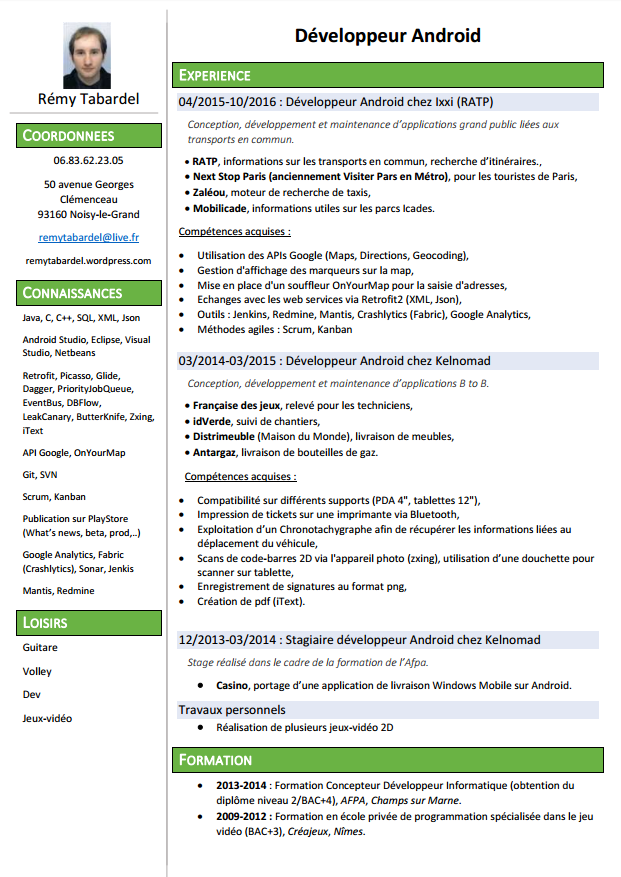 Rémy Tabardel
COORDONNEES
06.83.62.23.05
50 avenue Georges
Clémenceau
93160 Noisy-le-Grand
remytabardel@live.fr
remytabardel.wordpress.com
CONNAISSANCES
Java, C, C++, SQL, XML, Json
Android Studio, Eclipse, Visual
Studio, Netbeans
Retrofit, Picasso, Glide,
Dagger, PriorityJobQueue,
EventBus, DBFlow,
LeakCanary, ButterKnife, Zxing,
iText
API Google, OnYourMap
Git, SVN
Scrum, Kanban
Publication sur PlayStore
(What's news, beta, prod,..)
Google Analytics, Fabric
(Crashlytics), Sonar, Jenkis
Mantis, Redmine
LOISIRS
Guitare
Volley
Dev
Jeux-vidéo
Développeur Android
EXPERIENCE
04/2015-10/2016 : Développeur Android chez Ixxi (RATP)
Conception, développement et maintenance d'applications grand public liées aux
transports en commun.
• RATP, informations sur les transports en commun, recherche d'itinéraires.,
• Next Stop Paris (anciennement Visiter Pars en Métro), pour les touristes de Paris,
• Zaléou, moteur de recherche de taxis,
• Mobilicade, informations utiles sur les parcs Icades.
Compétences acquises :
• Utilisation des APIs Google (Maps, Directions, Geocoding),
• Gestion d'affichage des marqueurs sur la map,
• Mise en place d'un souffleur OnYourMap pour la saisie d'adresses,
• Echanges avec les web services via Retrofit2 (XML, Json),
• Outils : Jenkins, Redmine, Mantis, Crashlytics (Fabric), Google Analytics,
• Méthodes agiles : Scrum, Kanban
03/2014-03/2015 : Développeur Android chez Kelnomad
Conception, développement et maintenance d'applications B to B.
• Française des jeux, relevé pour les techniciens,
• idVerde, suivi de chantiers,
• Distrimeuble (Maison du Monde), livraison de meubles,
• Antargaz, livraison de bouteilles de gaz.
Compétences acquises :
• Compatibilité sur différents supports (PDA 4", tablettes 12"),
• Impression de tickets sur une imprimante via Bluetooth,
• Exploitation d'un Chronotachygraphe afin de récupérer les informations liées au
déplacement du véhicule,
• Scans de code-barres 2D via l'appareil photo (zxing), utilisation d'une douchette pour
scanner sur tablette,
• Enregistrement de signatures au format png,
• Création de pdf (iText).
12/2013-03/2014 : Stagiaire développeur Android chez Kelnomad
Stage réalisé dans le cadre de la formation de l'Afpa.
• Casino, portage d'une application de livraison Windows Mobile sur Android.
Travaux personnels
• Réalisation de plusieurs jeux-vidéo 2D
FORMATION
• 2013-2014 : Formation Concepteur Développeur Informatique (obtention du
diplôme niveau 2/BAC+4), AFPA, Champs sur Marne.
• 2009-2012 : Formation en école privée de programmation spécialisée dans le jeu
vidéo (BAC+3), Créajeux, Nîmes.